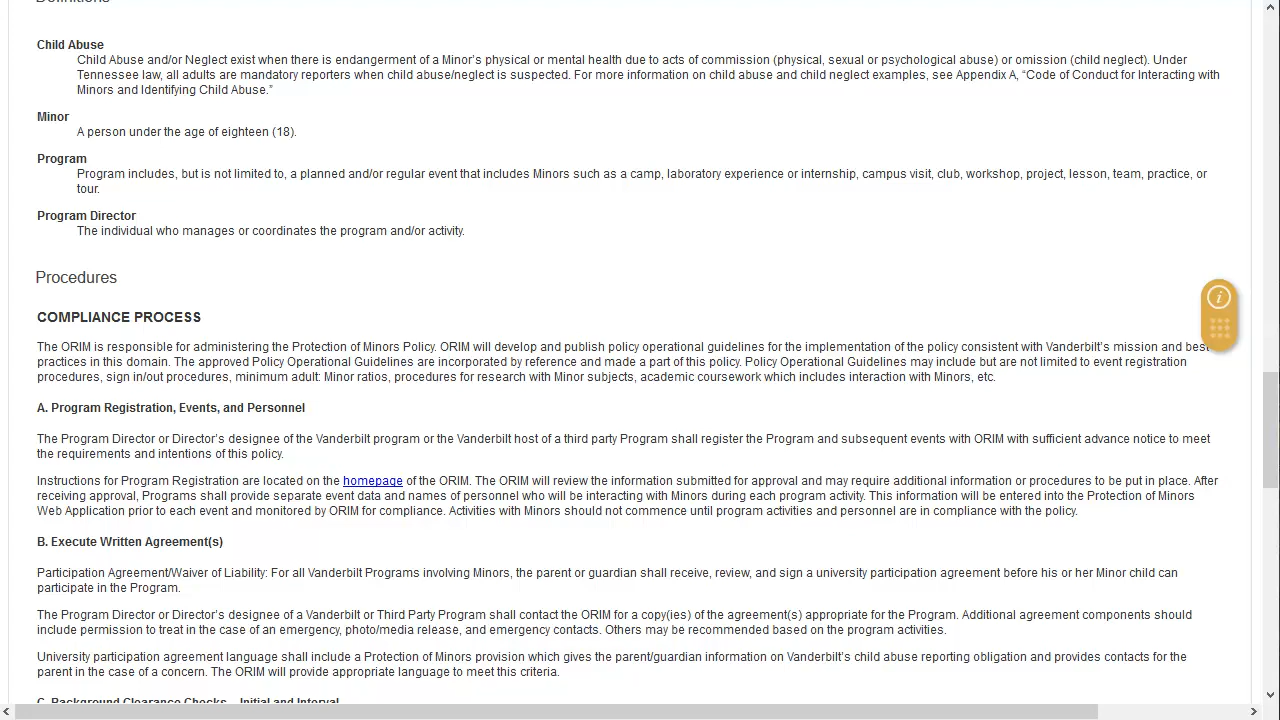 Definitions
Child Abuse
Child Abuse and/or Neglect exist when there is endangerment of a Minor's physical or mental health due to acts of commission (physical, sexual or psychological abuse) or omission (child neglect). Under
Tennessee law, all adults are mandatory reporters when child abuse/neglect is suspected. For more information on child abuse and child neglect examples, see Appendix A, “Code of Conduct for Interacting with
Minors and Identifying Child Abuse.”
Minor
A person under the age of eighteen (18).
Program
Program includes, but is not limited to, a planned and/or regular event that includes Minors such as a camp, laboratory experience or internship, campus visit, club, workshop, project, lesson, team, practice, or
tour.
Program Director
The individual who manages or coordinates the program and/or activity.
Procedures
COMPLIANCE PROCESS
The ORIM is responsible for administering the Protection of Minors Policy. ORIM will develop and publish policy operational guidelines for the implementation of the policy consistent with Vanderbilt's mission and best
practices in this domain. The approved Policy Operational Guidelines are incorporated by reference and made a part of this policy. Policy Operational Guidelines may include but are not limited to event registration
procedures, sign in/out procedures, minimum adult: Minor ratios, procedures for research with Minor subjects, academic coursework which includes interaction with Minors, etc.
A. Program Registration, Events, and Personnel
The Program Director or Director's designee of the Vanderbilt program or the Vanderbilt host of a third party Program shall register the Program and subsequent events with ORIM with sufficient advance notice to meet
the requirements and intentions of this policy.
Instructions for Program Registration are located on the homepage of the ORIM. The ORIM will review the information submitted for approval and may require additional information or procedures to be put in place. After
receiving approval, Programs shall provide separate event data and names of personnel who will be interacting with Minors during each program activity. This information will be entered into the Protection of Minors
Web Application prior to each event and monitored by ORIM for compliance. Activities with Minors should not commence until program activities and personnel are in compliance with the policy.
B. Execute Written Agreement(s)
Participation Agreement/Waiver of Liability: For all Vanderbilt Programs involving Minors, the parent or guardian shall receive, review, and sign a university participation agreement before his or her Minor child can
participate in the Program.
The Program Director or Director's designee of a Vanderbilt or Third Party Program shall contact the ORIM for a copy(ies) of the agreement(s) appropriate for the Program. Additional agreement components should
include permission to treat in the case of an emergency, photo/media release, and emergency contacts. Others may be recommended based on the program activities.
University participation agreement language shall include a Protection of Minors provision which gives the parent/guardian information on Vanderbilt's child abuse reporting obligation and provides contacts for the
parent in the case of a concern. The ORIM will provide appropriate language to meet this criteria.
C. Background Clearance Checks – Initial and Interval